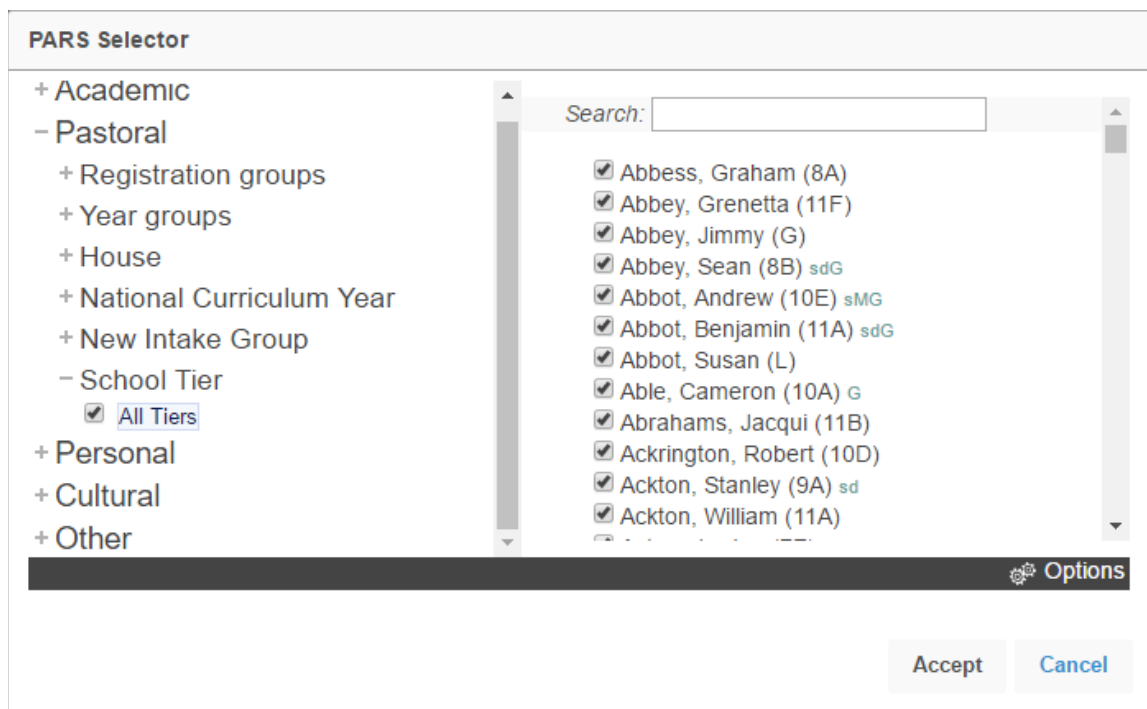 PARS Selector
+ Academic
− Pastoral
+ Registration groups
+ Year groups
+ House
+ National Curriculum Year
+ New Intake Group
− School Tier
All Tiers
+ Personal
+ Cultural
+ Other
Search:
Abbess, Graham (8A)
Abbey, Grenetta (11F)
Abbey, Jimmy (G)
Abbey, Sean (8B) sdG
Abbot, Andrew (10E) sMG
Abbot, Benjamin (11A) sdG
Abbot, Susan (L)
Able, Cameron (10A) G
Abrahams, Jacqui (11B)
Ackrington, Robert (10D)
Ackton, Stanley (9A) sd
Ackton, William (11A)
Options
Accept
Cancel